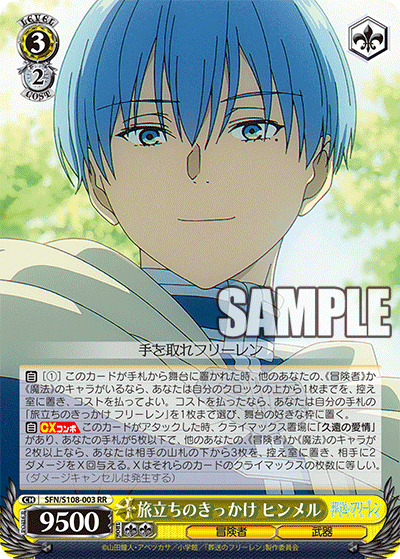 LEVEL
3
2
COST
SAMPLE
手を取れフリーレン
自[①] このカードが手札から舞台に置かれた時、他のあなたの、《冒険者》か
《魔法》のキャラがいるなら、あなたは自分のクロックの上から1枚までを、控え
室に置き、コストを払ってよい。コストを払ったなら、あなたは自分の手札の
「旅立ちのきっかけ フリーレン」を1枚まで選び、舞台の好きな枠に置く。
自 CXコンボ このカードがアタックした時、クライマックス置場に「久遠の愛情」
があり、あなたの手札が5枚以下で、他のあなたの、《冒険者》か《魔法》のキャラが
2枚以上なら、あなたは相手の山札の下から3枚を、控え室に置き、相手に2
ダメージをX回与える。Xはそれらのカードのクライマックスの枚数に等しい。
(ダメージキャンセルは発生する)
CH SFN/S108-003 RR
旅立ちのきっかけ ヒンメル
葬送のフリーレン
POWER
9500
冒険者
武器
©山田鐘人・アベツカサ/小学館/「葬送のフリーレン」製作委員会